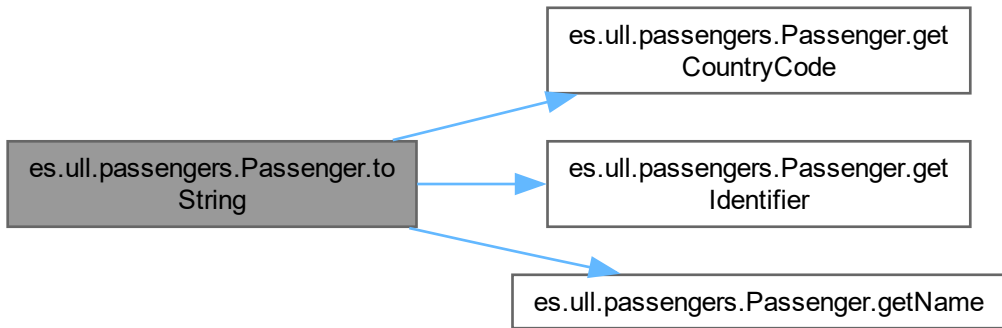 es.ull.passengers.Passenger.to
String
es.ull.passengers.Passenger.get
CountryCode
es.ull.passengers.Passenger.get
Identifier
es.ull.passengers.Passenger.getName